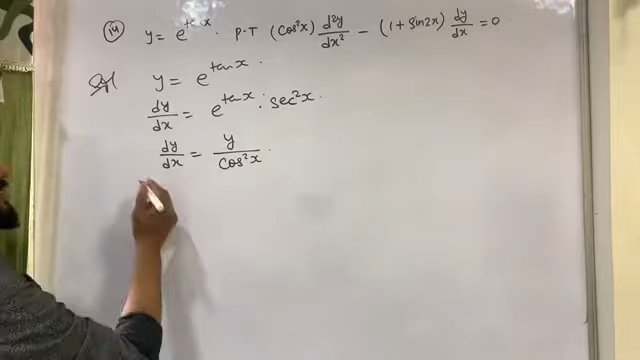 (14) y = e^{tan x} . P-T (cos²x) d²y/dx² - (1 + sin2x) dy/dx = 0
Sol y = e^{tan x} .
dy/dx = e^{tan x} . sec²x .
dy/dx = y/cos²x .